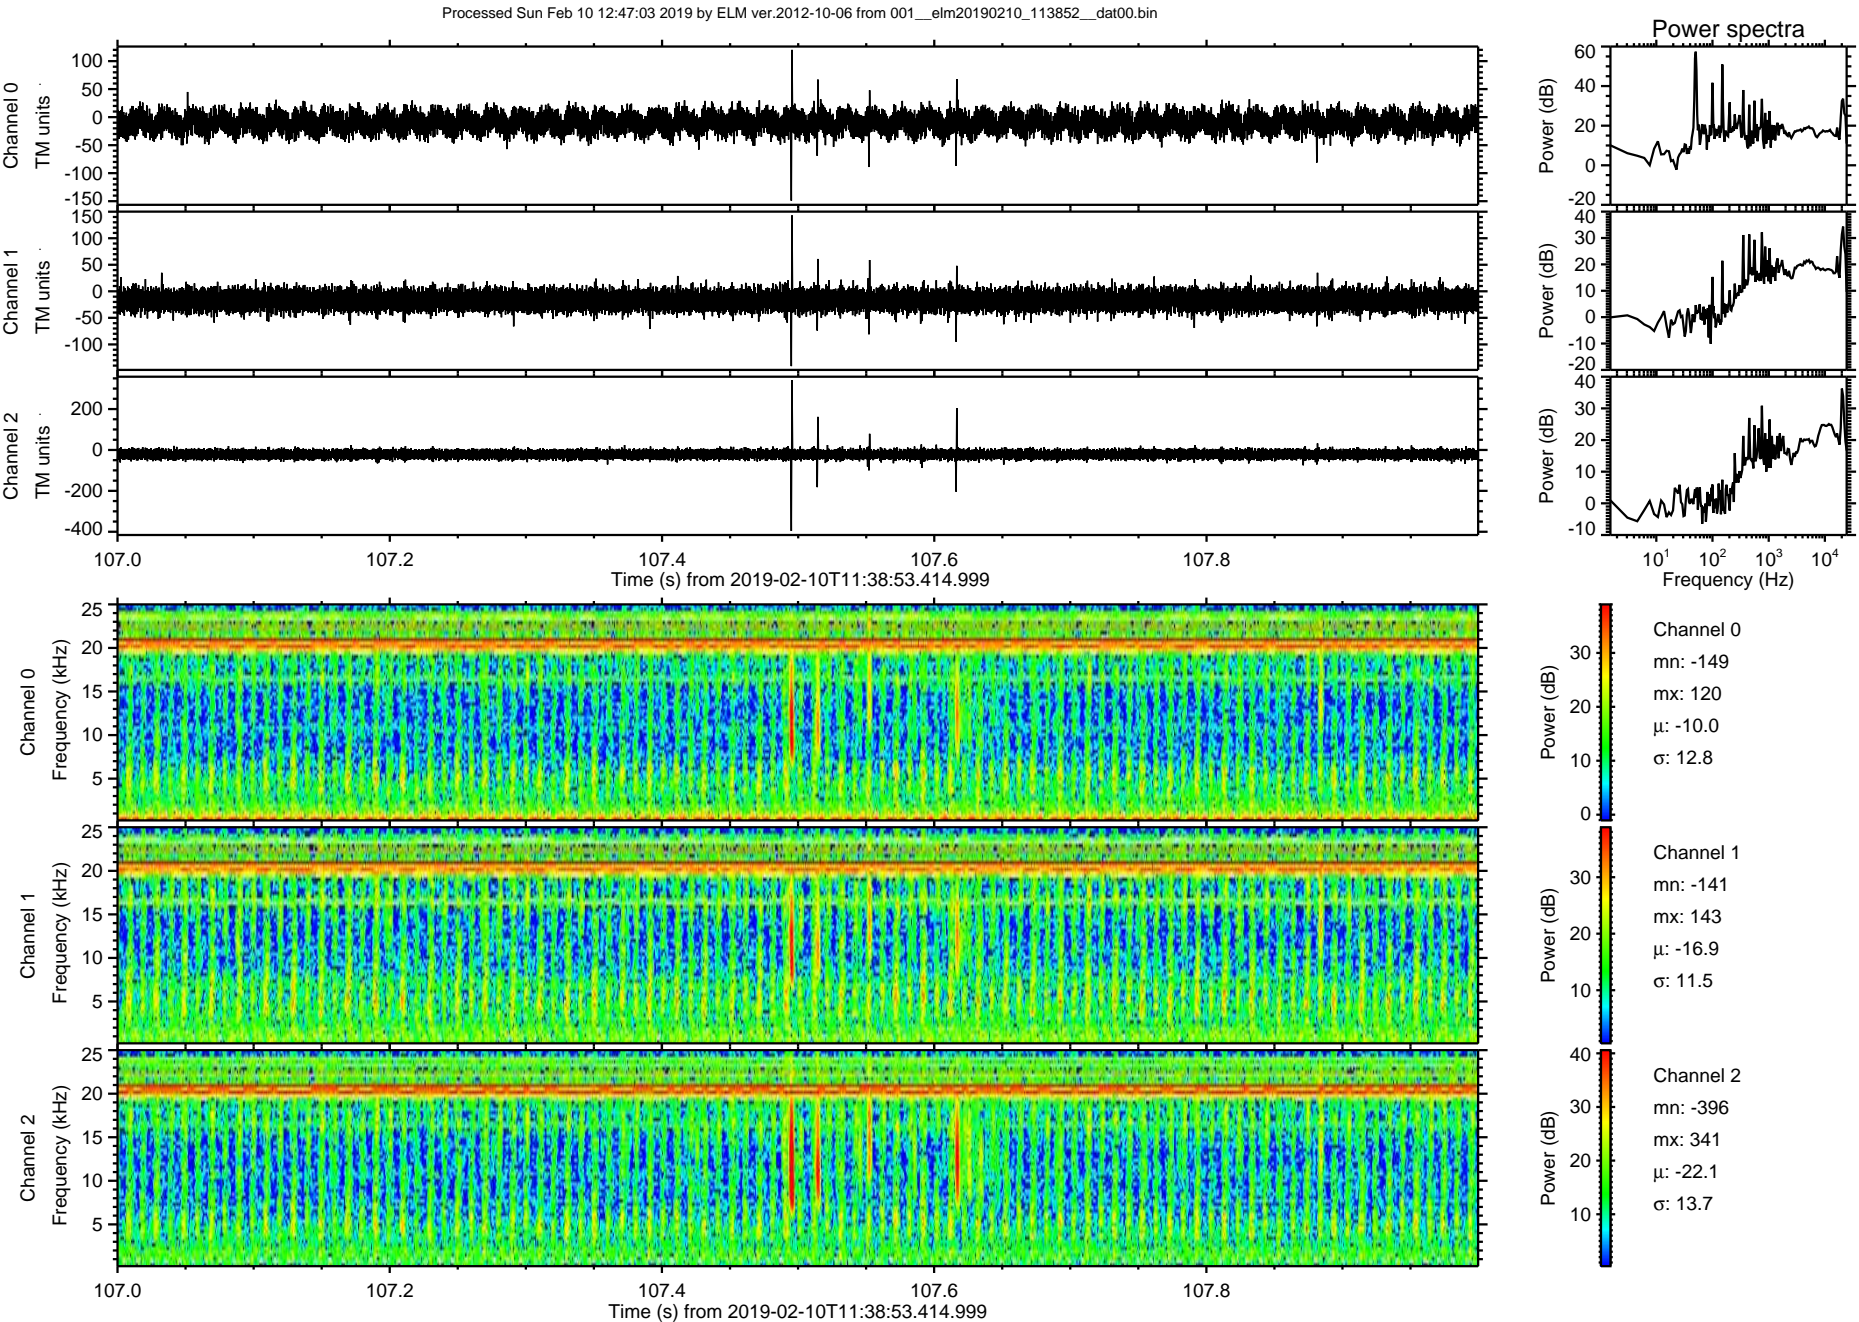 Processed Sun Feb 10 12:47:03 2019 by ELM ver.2012-10-06 from 001__elm20190210_113852__dat00.bin
Power spectra
Channel 0
TM units
100
50
0
-50
-100
-150
Power (dB)
60
40
20
0
-20
Channel 1
TM units
150
100
50
0
-50
-100
Power (dB)
40
30
20
10
0
-10
-20
Channel 2
TM units
200
0
-200
-400
Power (dB)
40
30
20
10
0
-10
107.0 107.2 107.4 107.6 107.8
Time (s) from 2019-02-10T11:38:53.414.999
10¹ 10² 10³ 10⁴
Frequency (Hz)
Channel 0
Frequency (kHz)
25
20
15
10
5
Power (dB)
30
20
10
0
Channel 0
mn: -149
mx: 120
μ: -10.0
σ: 12.8
Channel 1
Frequency (kHz)
25
20
15
10
5
Power (dB)
30
20
10
Channel 1
mn: -141
mx: 143
μ: -16.9
σ: 11.5
Channel 2
Frequency (kHz)
25
20
15
10
5
Power (dB)
40
30
20
10
Channel 2
mn: -396
mx: 341
μ: -22.1
σ: 13.7
107.0 107.2 107.4 107.6 107.8
Time (s) from 2019-02-10T11:38:53.414.999